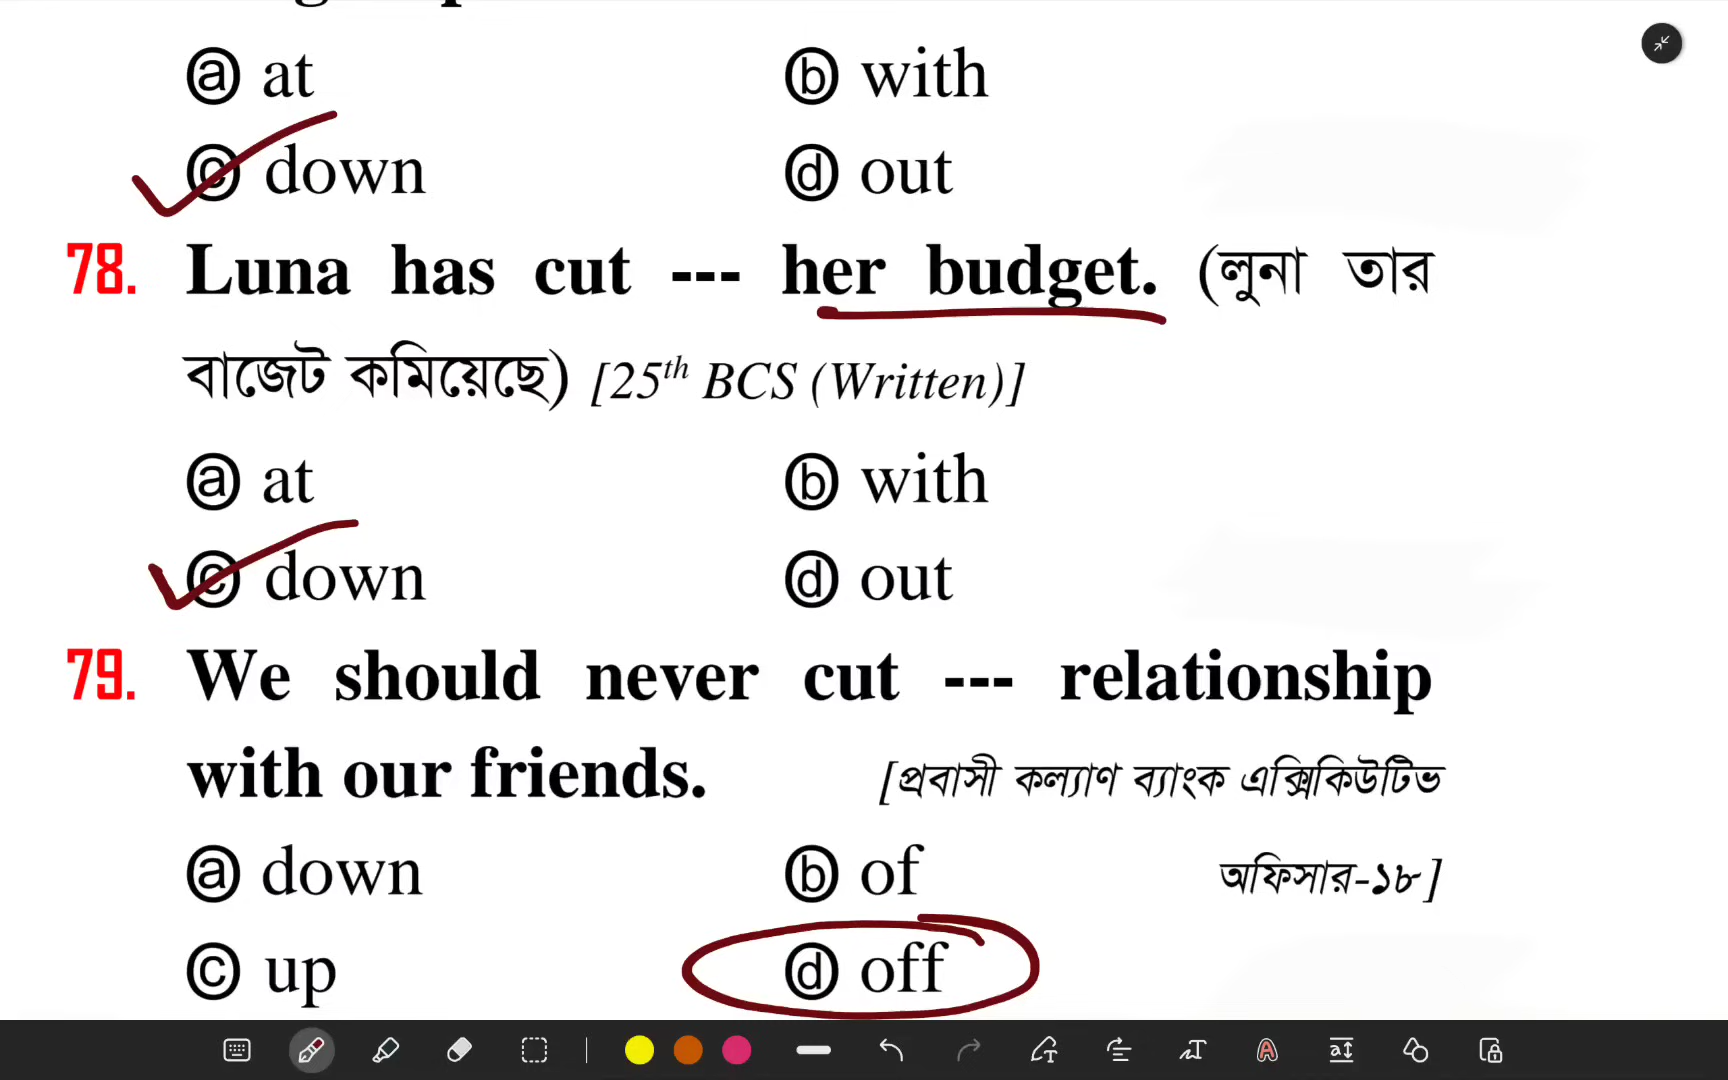 ⓐ at ⓑ with
ⓒ down ⓓ out
78. Luna has cut --- her budget. (লুনা তার
বাজেট কমিয়েছে) [25th BCS (Written)]
ⓐ at ⓑ with
ⓒ down ⓓ out
79. We should never cut --- relationship
with our friends. [প্রবাসী কল্যাণ ব্যাংক এক্সিকিউটিভ
ⓐ down ⓑ of অফিসার-১৮]
ⓒ up ⓓ off